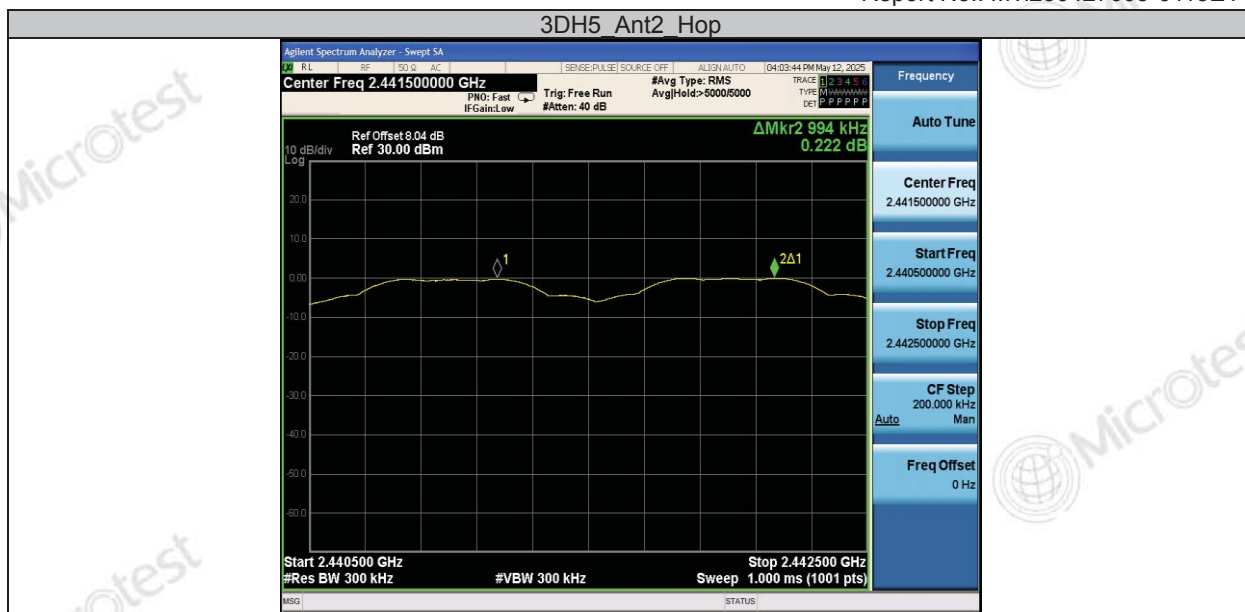 3DH5_Ant2_Hop
Agilent Spectrum Analyzer - Swept SA
RL RF 50 Ω AC SENSE:PULSE SOURCE OFF ALIGN AUTO 04:03:44 PM May 12, 2025
Center Freq 2.441500000 GHz
PNO: Fast
IFGain:Low
Trig: Free Run
#Atten: 40 dB
#Avg Type: RMS
Avg|Hold:>5000/5000
TRACE 1 2 3 4 5 6
TYPE M
DET P P P P P P
Ref Offset 8.04 dB
10 dB/div Ref 30.00 dBm
Log
ΔMkr2 994 kHz
0.222 dB
20.0
10.0
0.00
-10.0
-20.0
-30.0
-40.0
-50.0
-60.0
1
2Δ1
Start 2.440500 GHz Stop 2.442500 GHz
#Res BW 300 kHz #VBW 300 kHz Sweep 1.000 ms (1001 pts)
MSG STATUS
Frequency
Auto Tune
Center Freq
2.441500000 GHz
Start Freq
2.440500000 GHz
Stop Freq
2.442500000 GHz
CF Step
200.000 kHz
Auto Man
Freq Offset
0 Hz
Microtest
Microtest